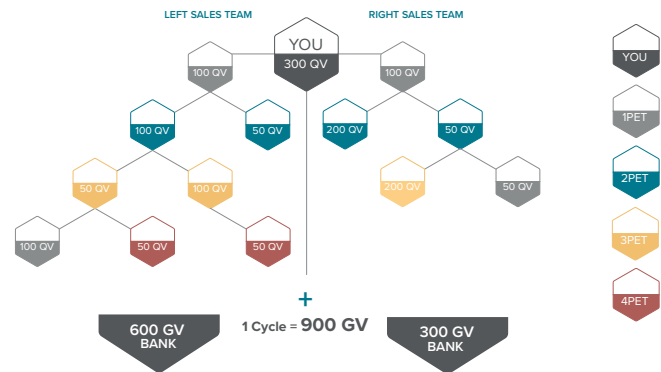 LEFT SALES TEAM
RIGHT SALES TEAM
YOU
300 QV
100 QV
100 QV
100 QV
50 QV
200 QV
50 QV
50 QV
100 QV
200 QV
50 QV
100 QV
50 QV
50 QV
YOU
1PET
2PET
3PET
4PET
+
1 Cycle = 900 GV
600 GV
BANK
300 GV
BANK